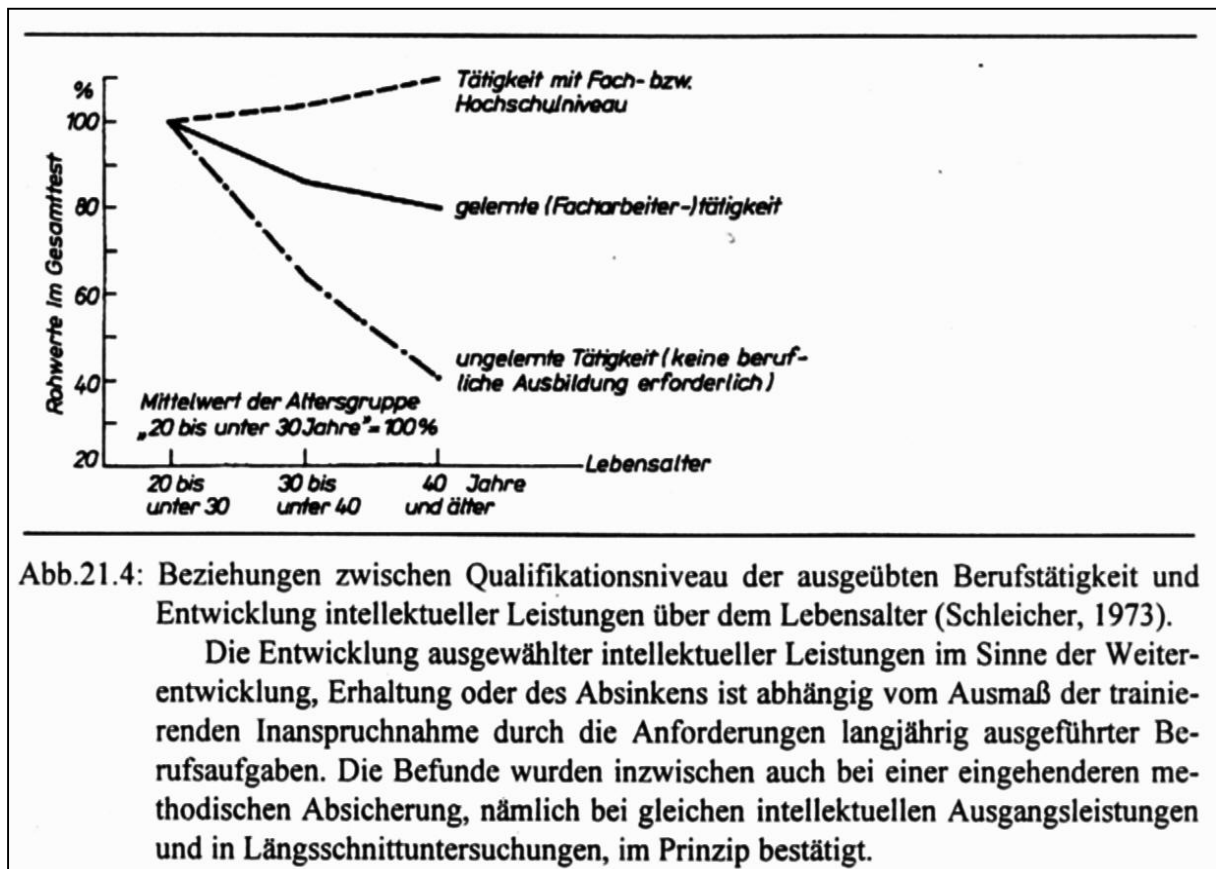 %
100
80
60
40
20
Rohwerte im Gesamttest
Tätigkeit mit Fach- bzw.
Hochschulniveau
gelernte (Facharbeiter-)tätigkeit
ungelernte Tätigkeit (keine beruf-
liche Ausbildung erforderlich)
Mittelwert der Altersgruppe
„20 bis unter 30 Jahre"= 100%
Lebensalter
20 bis
unter 30
30 bis
unter 40
40 Jahre
und älter
Abb.21.4: Beziehungen zwischen Qualifikationsniveau der ausgeübten Berufstätigkeit und
Entwicklung intellektueller Leistungen über dem Lebensalter (Schleicher, 1973).
Die Entwicklung ausgewählter intellektueller Leistungen im Sinne der Weiter-
entwicklung, Erhaltung oder des Absinkens ist abhängig vom Ausmaß der trainie-
renden Inanspruchnahme durch die Anforderungen langjährig ausgeführter Be-
rufsaufgaben. Die Befunde wurden inzwischen auch bei einer eingehenderen me-
thodischen Absicherung, nämlich bei gleichen intellektuellen Ausgangsleistungen
und in Längsschnittuntersuchungen, im Prinzip bestätigt.